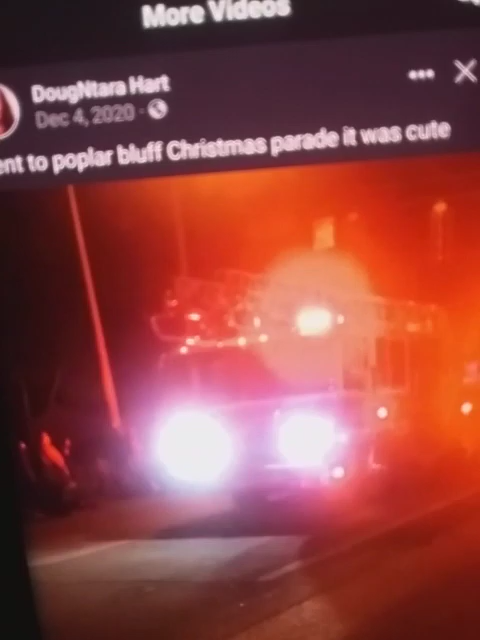 More Videos
DougNtara Hart
Dec 4, 2020 ·
ent to poplar bluff Christmas parade it was cute